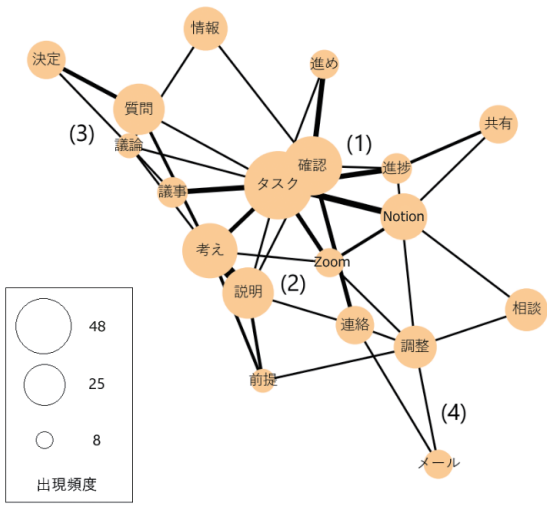 情報
決定
進め
質問
共有
(3)
議論
(1)
確認
進捗
タスク
議事
Notion
考え
Zoom
説明
(2)
相談
連絡
調整
前提
(4)
メール
48
25
8
出現頻度